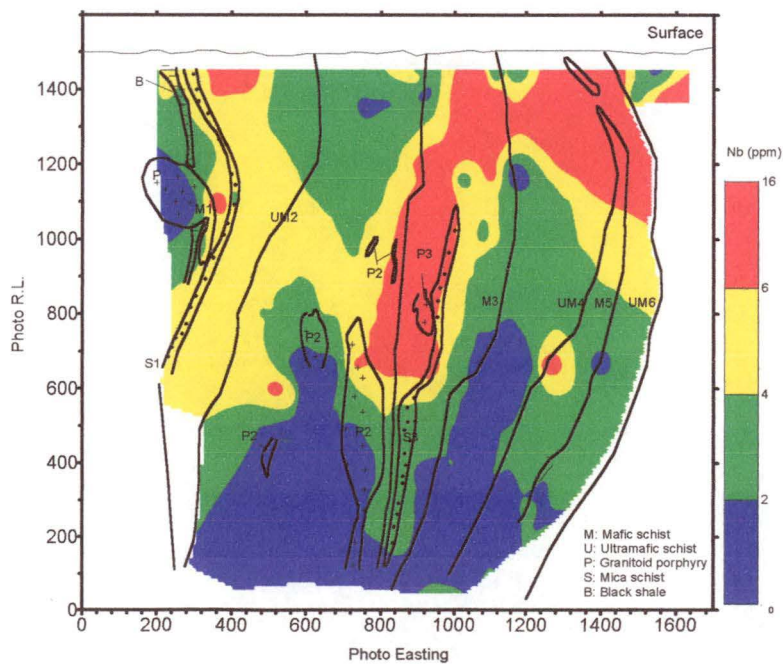 Surface
1400
1200
1000
800
600
400
200
0
Photo R.L.
0 200 400 600 800 1000 1200 1400 1600
Photo Easting
B
P
M1
UM2
P2
P3
M3
UM4
M5
UM6
S1
P2
P2
P2
S3
Nb (ppm)
16
6
4
2
0
M: Mafic schist
U: Ultramafic schist
P: Granitoid porphyry
S: Mica schist
B: Black shale